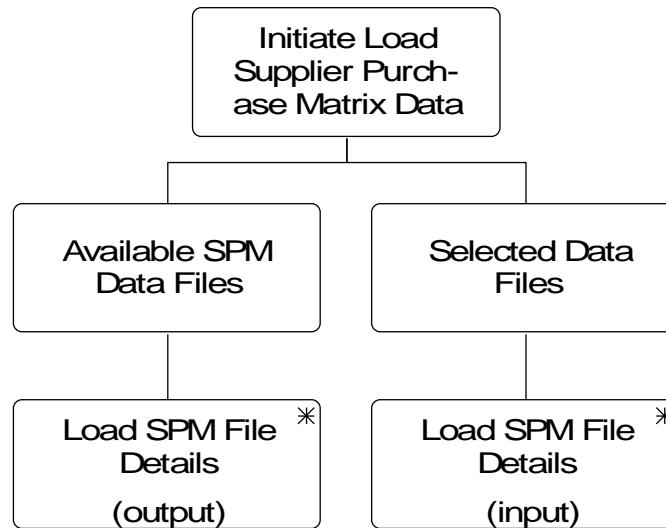 Initiate Load
Supplier Purch-
ase Matrix Data
Available SPM
Data Files
Selected Data
Files
Load SPM File
Details
(output)
Load SPM File
Details
(input)